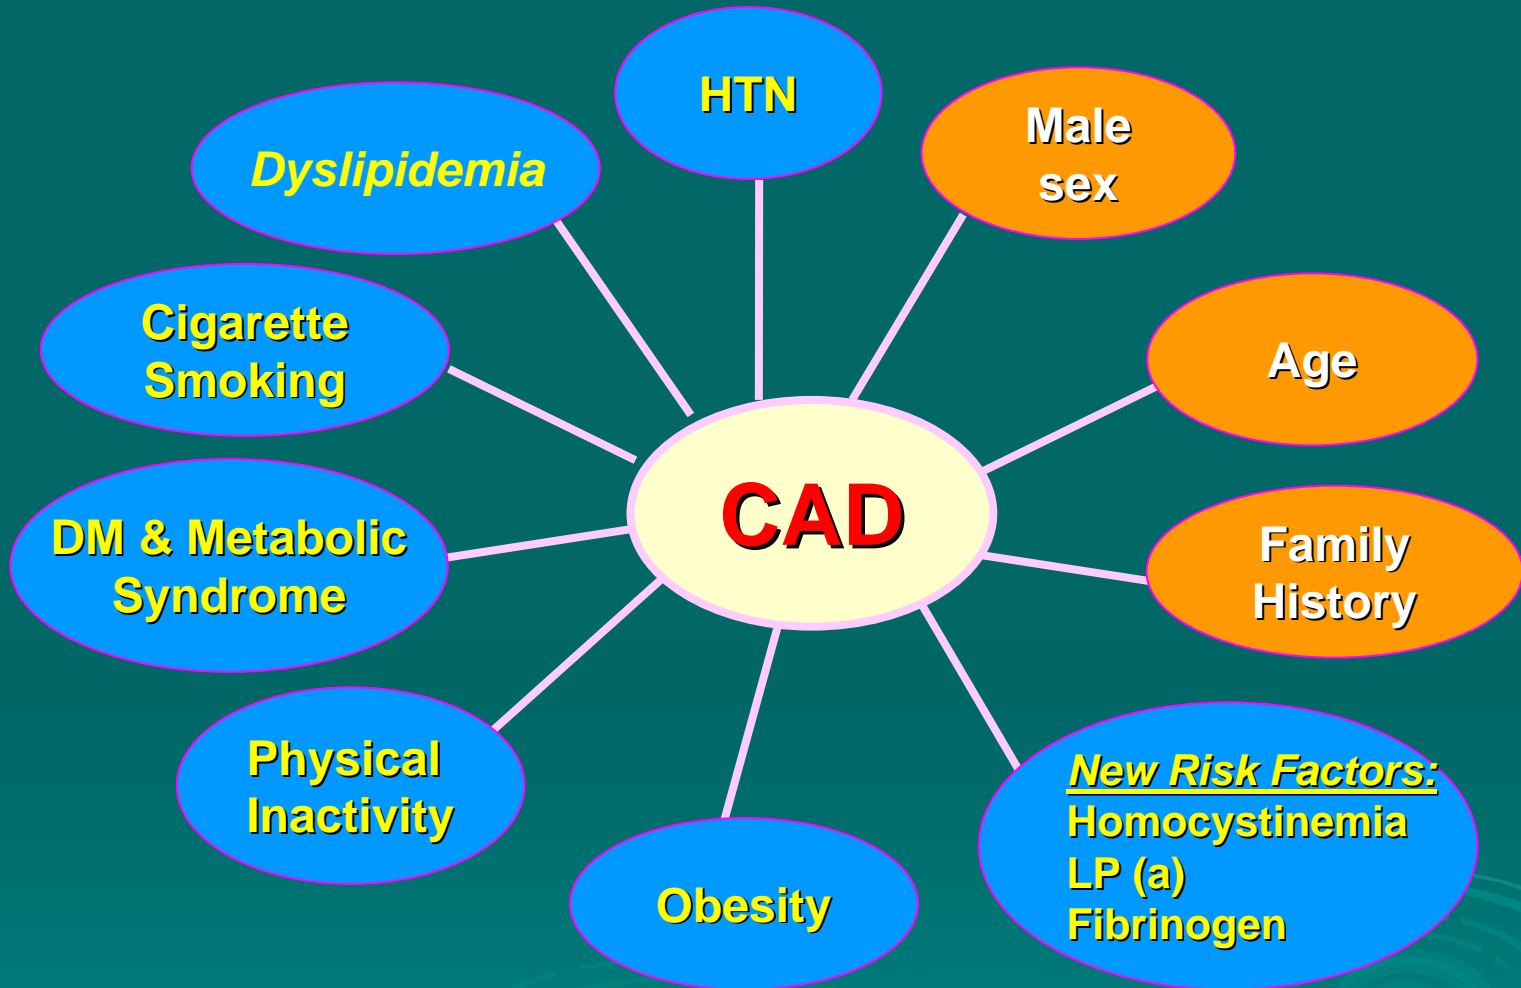 HTN
Male
sex
Dyslipidemia
Cigarette
Smoking
Age
CAD
DM & Metabolic
Syndrome
Family
History
Physical
Inactivity
New Risk Factors:
Homocystinemia
LP (a)
Fibrinogen
Obesity